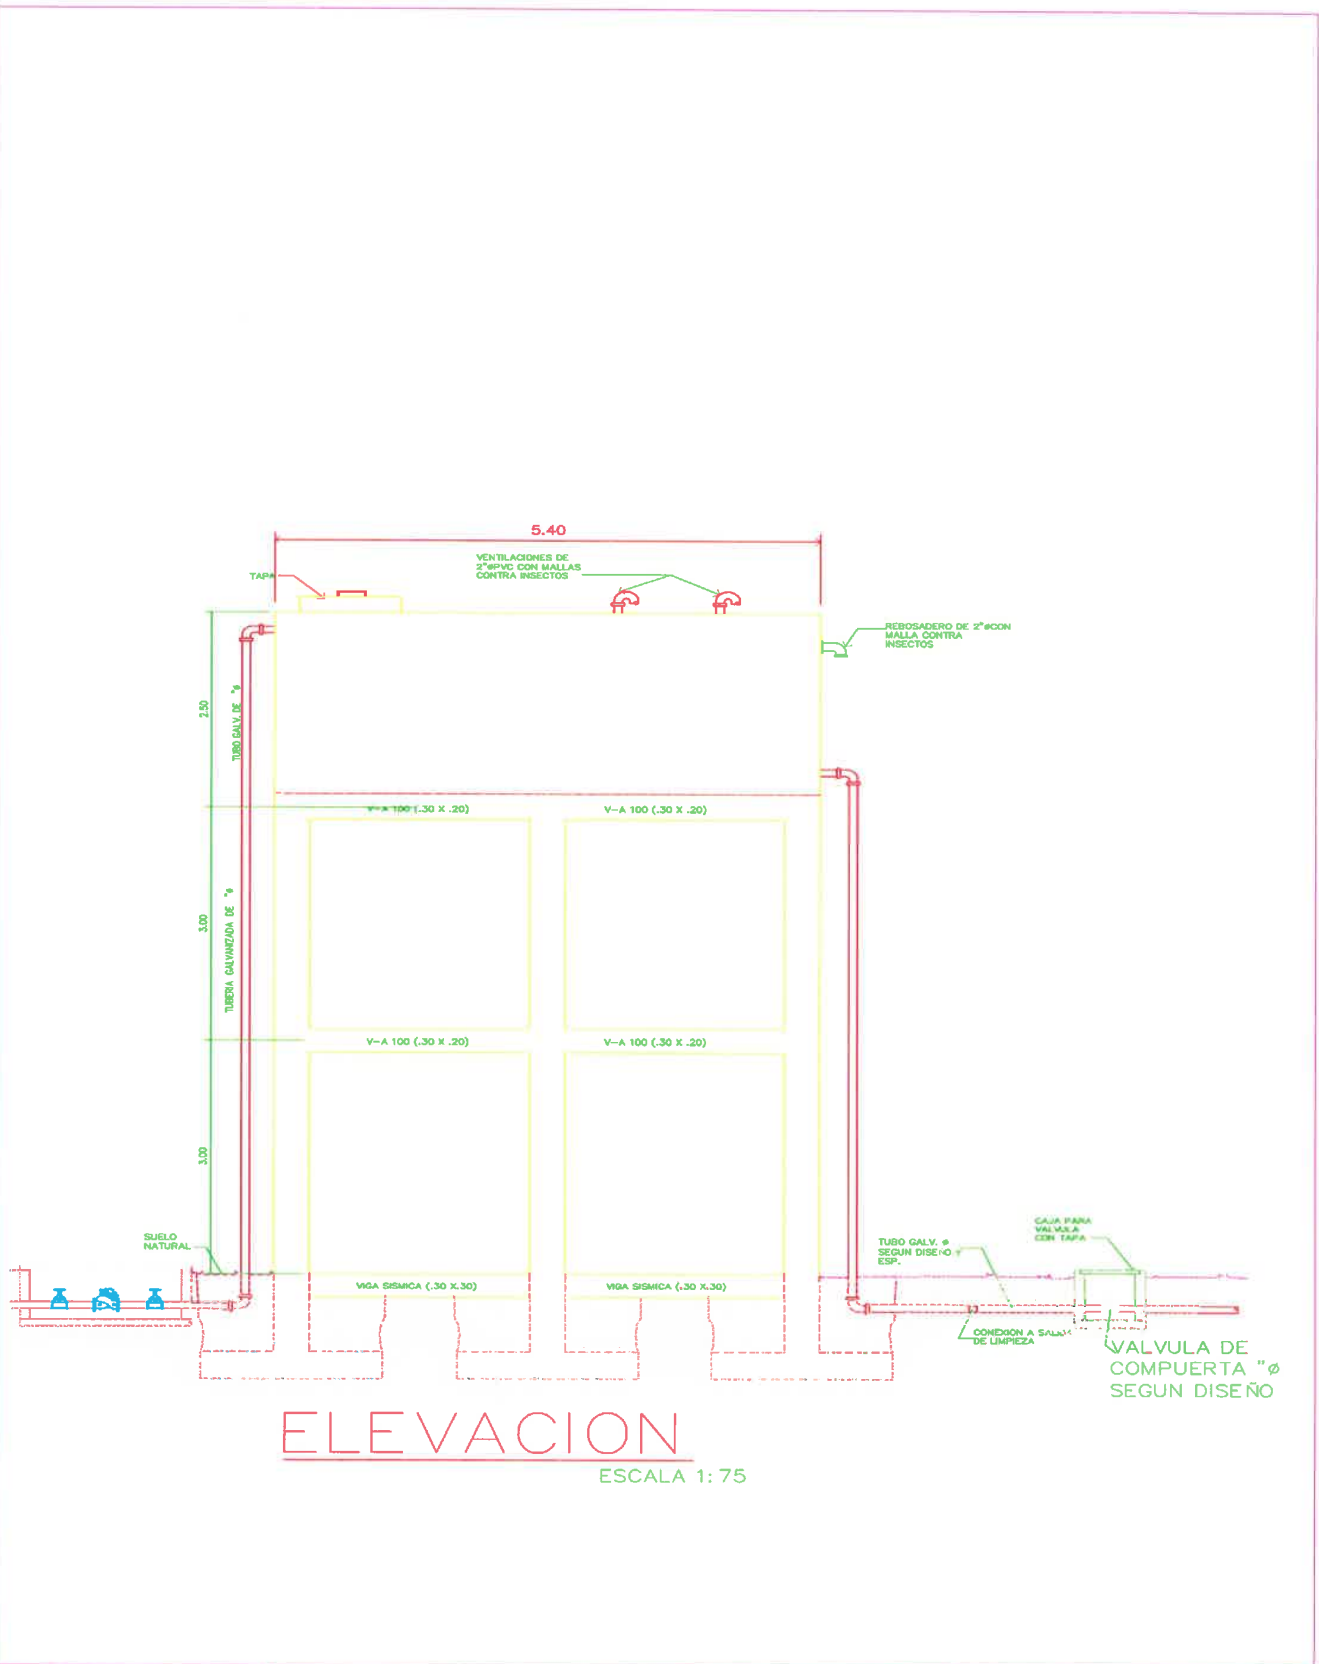 5.40
VENTILACIONES DE
2"øPVC CON MALLAS
CONTRA INSECTOS
TAPA
REBOSADERO DE 2"øCON
MALLA CONTRA
INSECTOS
2.50
TUBO GALV. DE "ø
V-A 100 (.30 X .20)
V-A 100 (.30 X .20)
3.00
TUBERIA GALVANIZADA DE "ø
V-A 100 (.30 X .20)
V-A 100 (.30 X .20)
3.00
SUELO
NATURAL
CAJA PARA
VALVULA
CON TAPA
TUBO GALV. ø
SEGUN DISEÑO
ESP.
VIGA SISMICA (.30 X.30)
VIGA SISMICA (.30 X.30)
CONEXION A SALIDA
DE LIMPIEZA
VALVULA DE
COMPUERTA "ø
SEGUN DISEÑO
ELEVACION
ESCALA 1:75